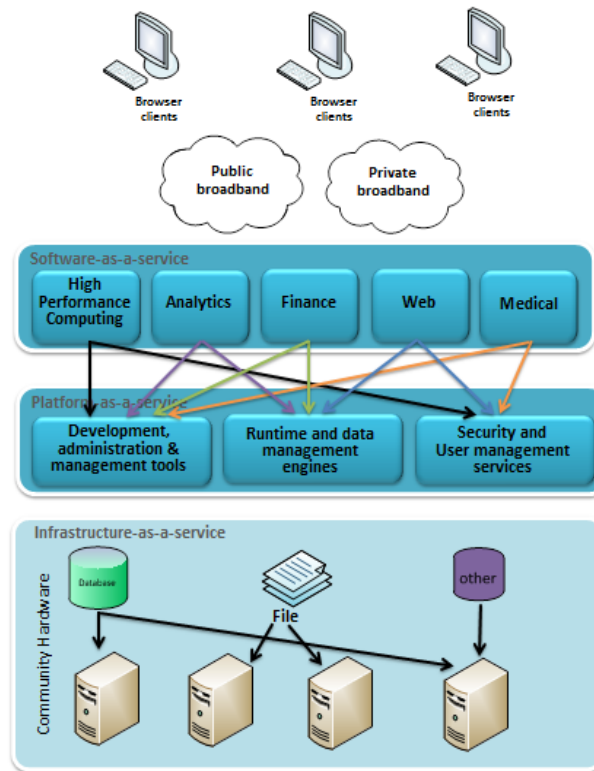 Browser
clients
Browser
clients
Browser
clients
Public
broadband
Private
broadband
Software-as-a-service
High
Performance
Computing
Analytics
Finance
Web
Medical
Platform-as-a-service
Development,
administration &
management tools
Runtime and data
management
engines
Security and
User management
services
Infrastructure-as-a-service
Community Hardware
Database
File
other